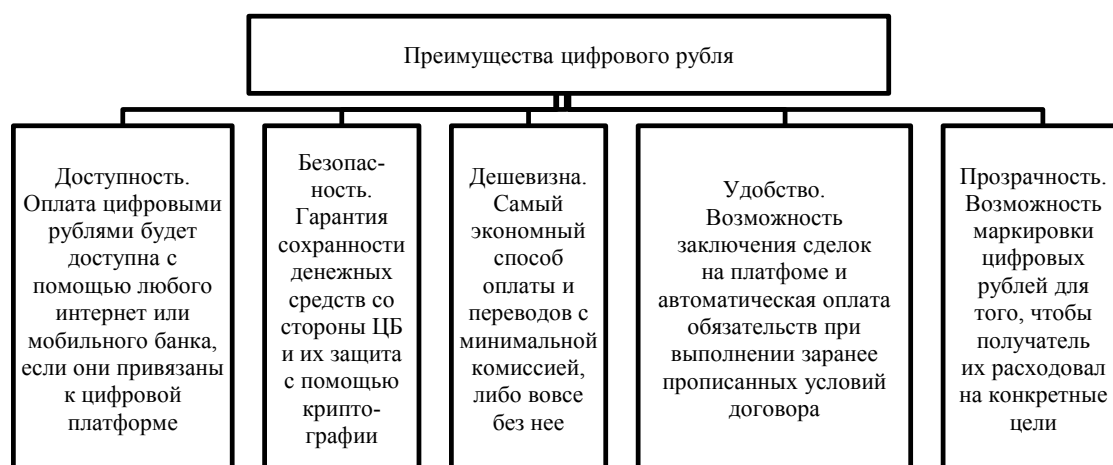 Преимущества цифрового рубля
Доступность.
Оплата цифровыми
рублями будет
доступна с
помощью любого
интернет или
мобильного банка,
если они привязаны
к цифровой
платформе
Безопас-
ность.
Гарантия
сохранности
денежных
средств со
стороны ЦБ
и их защита
с помощью
крипто-
графии
Дешевизна.
Самый
экономный
способ
оплаты и
переводов с
минимальной
комиссией,
либо вовсе
без нее
Удобство.
Возможность
заключения сделок
на платфоме и
автоматическая оплата
обязательств при
выполнении заранее
прописанных условий
договора
Прозрачность.
Возможность
маркировки
цифровых
рублей для
того, чтобы
получатель
их расходовал
на конкретные
цели